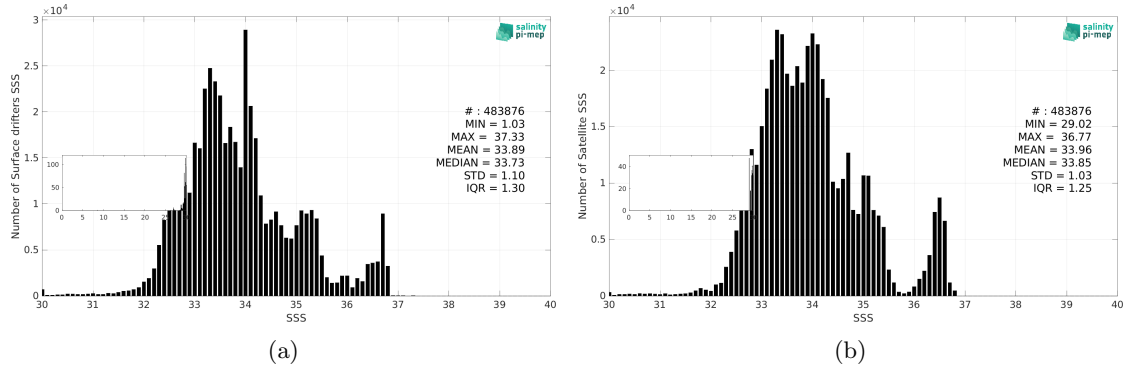 ×10⁴
3
2.5
2
1.5
1
0.5
0
Number of Surface drifters SSS
salinity
pi-mep
# : 483876
MIN = 1.03
MAX = 37.33
MEAN = 33.89
MEDIAN = 33.73
STD = 1.10
IQR = 1.30
100
50
0
0 5 10 15 20 25
30 31 32 33 34 35 36 37 38 39 40
SSS
(a)
×10⁴
2
1.5
1
0.5
0
Number of Satellite SSS
salinity
pi-mep
# : 483876
MIN = 29.02
MAX = 36.77
MEAN = 33.96
MEDIAN = 33.85
STD = 1.03
IQR = 1.25
40
20
0
0 5 10 15 20 25
30 31 32 33 34 35 36 37 38 39 40
SSS
(b)